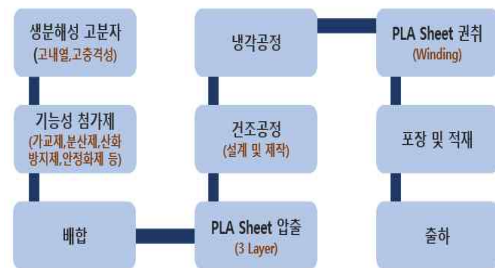 생분해성 고분자
(고내열,고충격성)
기능성 첨가제
(가교제,분산제,산화
방지제,안정화제 등)
배합
PLA Sheet 압출
(3 Layer)
건조공정
(설계 및 제작)
냉각공정
PLA Sheet 권취
(Winding)
포장 및 적재
출하